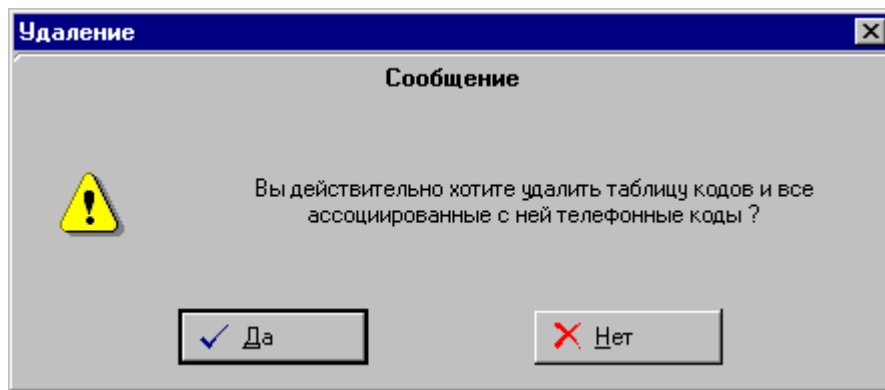 Удаление
Сообщение
Вы действительно хотите удалить таблицу кодов и все
ассоциированные с ней телефонные коды ?
Да
Нет